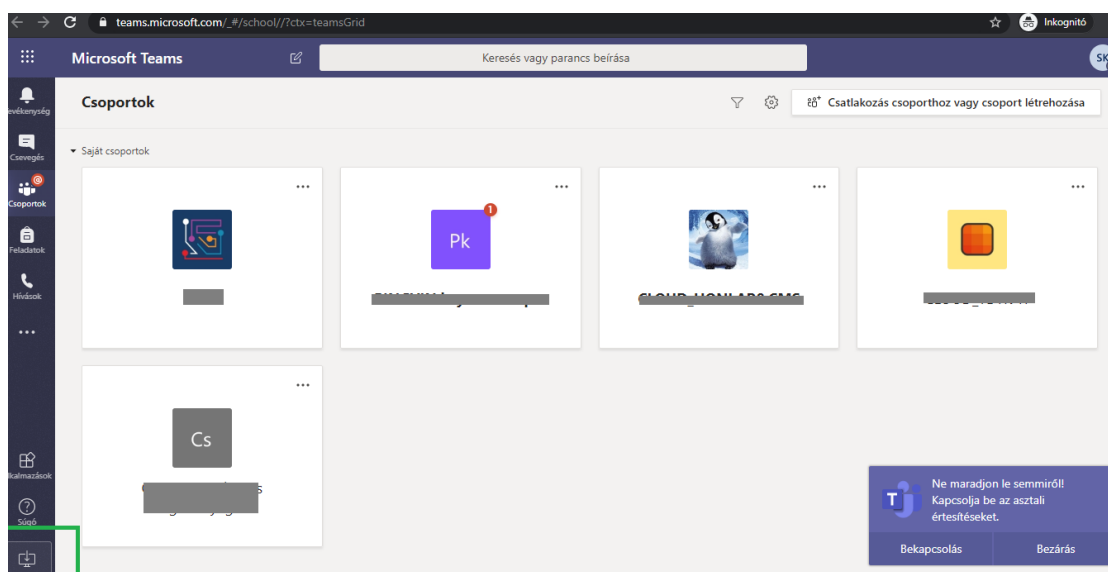 teams.microsoft.com/_#/school//?ctx=teamsGrid
Inkognitó
Microsoft Teams
Keresés vagy parancs beírása
SK
evékenység
Csevegés
Csoportok
Feladatok
Hívások
lkalmazások
Súgó
Csoportok
Csatlakozás csoporthoz vagy csoport létrehozása
Saját csoportok
Pk
1
Cs
Ne maradjon le semmiről!
Kapcsolja be az asztali
értesítéseket.
Bekapcsolás
Bezárás